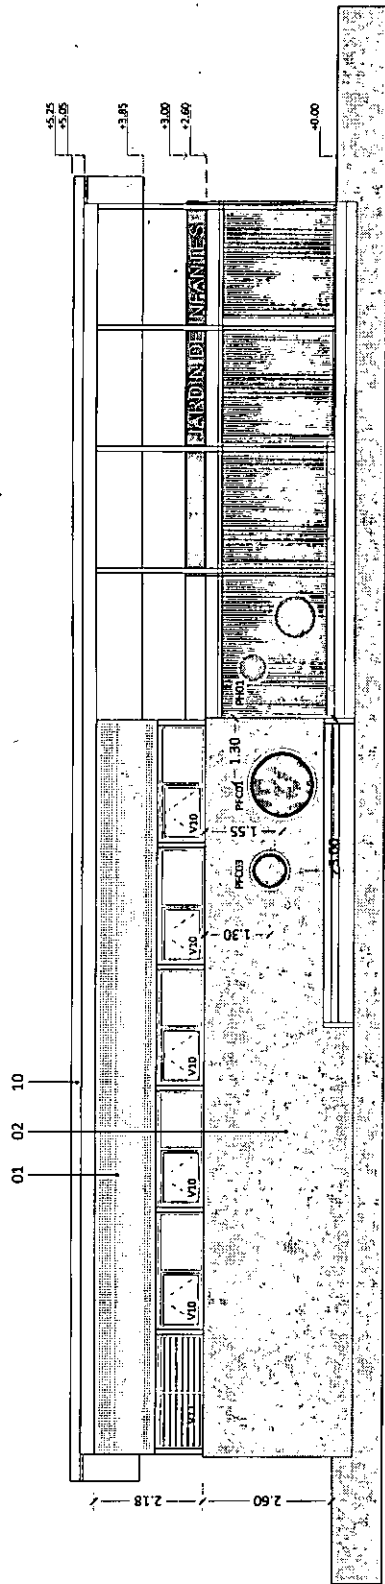 01
02
10
+5.25
+5.05
+3.85
+3.00
+2.60
+0.00
2.18
2.60
V10
V10
V10
V10
V10
JARDIN DE INFANTES
PFC03
PFC01
PH01
1.30
1.55
1.30